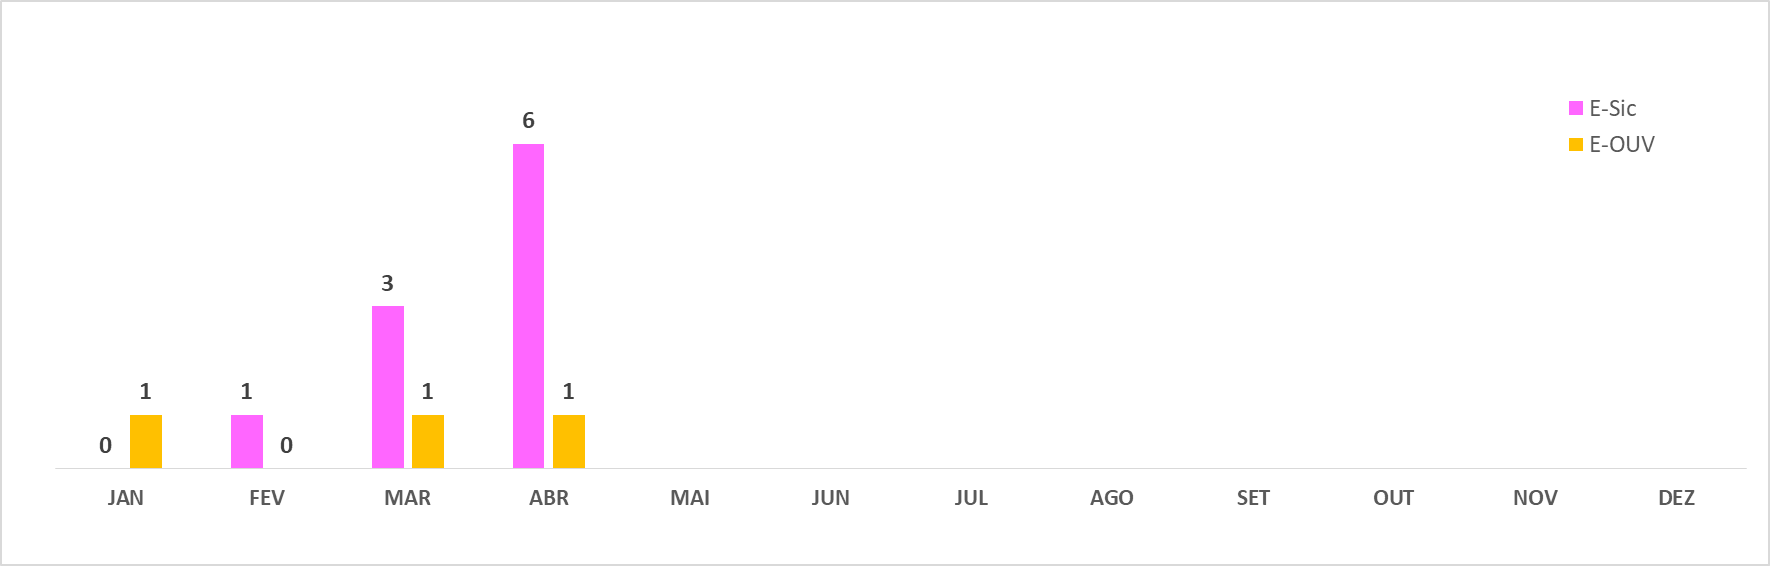 E-Sic
E-OUV
6
3
1 1 1 1
0 0
JAN FEV MAR ABR MAI JUN JUL AGO SET OUT NOV DEZ